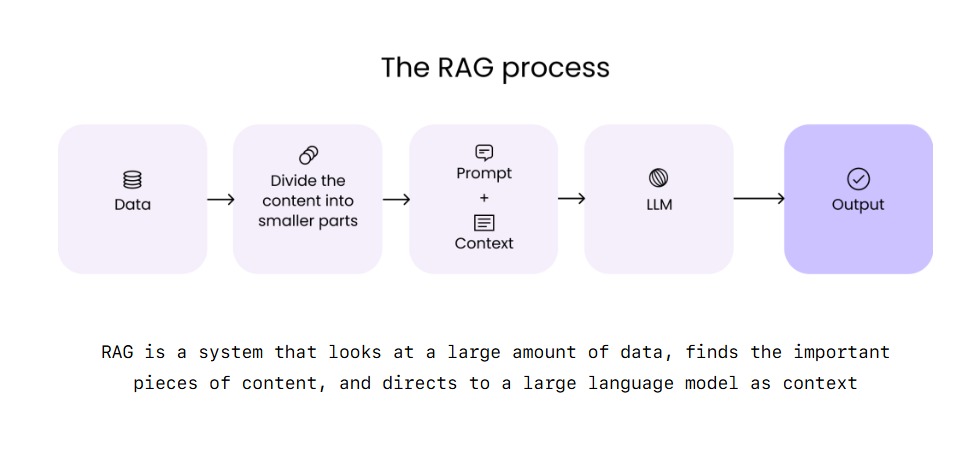 The RAG process
Data
Divide the
content into
smaller parts
Prompt
+
Context
LLM
Output
RAG is a system that looks at a large amount of data, finds the important
pieces of content, and directs to a large language model as context